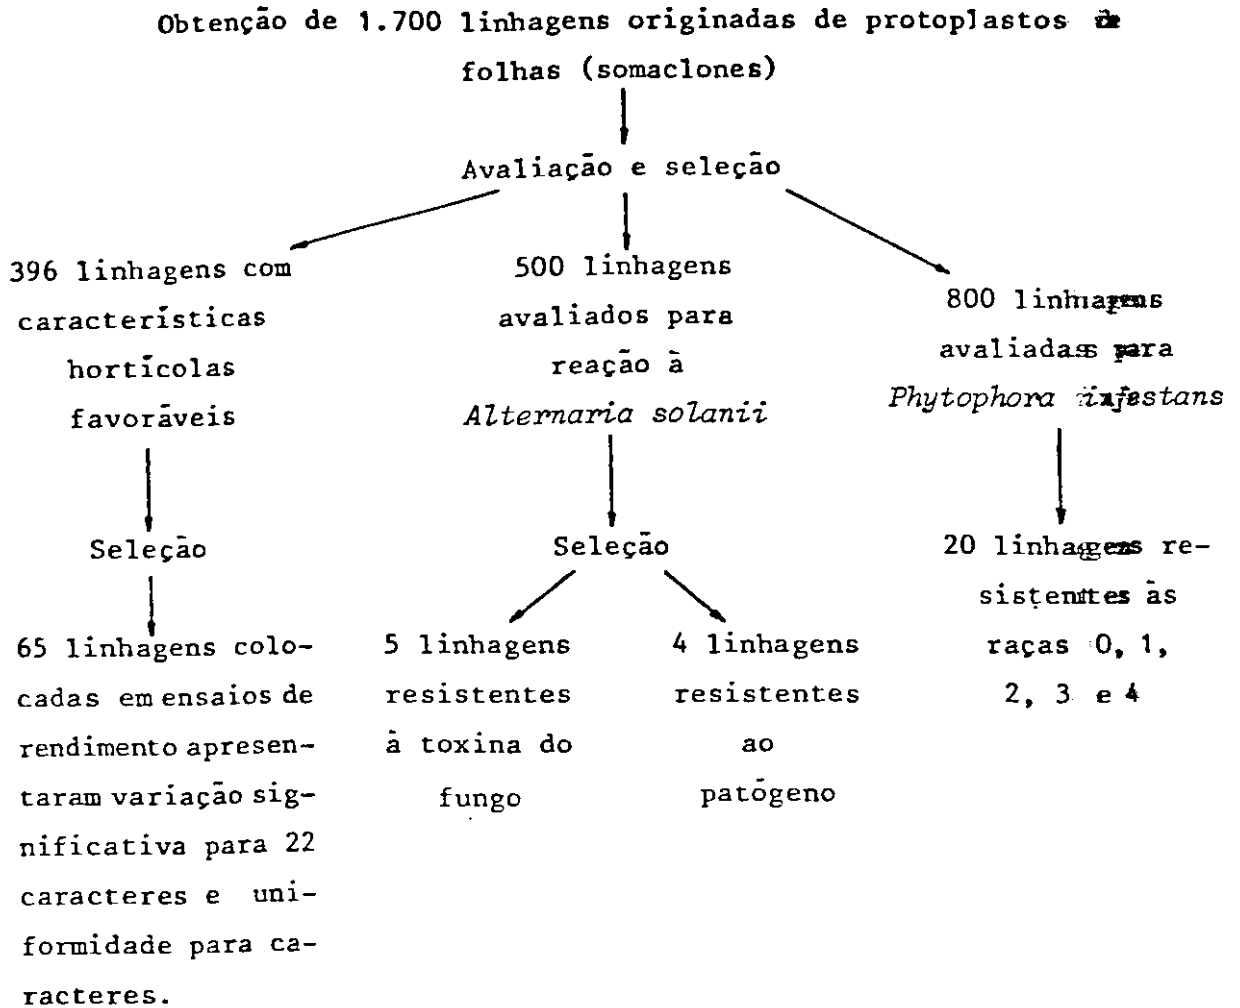 Obtenção de 1.700 linhagens originadas de protoplastos de
folhas (somaclones)
Avaliação e seleção
396 linhagens com
características
hortícolas
favoráveis
Seleção
65 linhagens colo-
cadas em ensaios de
rendimento apresen-
taram variação sig-
nificativa para 22
caracteres e uni-
formidade para ca-
racteres.
500 linhagens
avaliados para
reação à
Alternaria solanii
Seleção
5 linhagens
resistentes
à toxina do
fungo
4 linhagens
resistentes
ao
patógeno
800 linhagens
avaliadas para
Phytophora infestans
20 linhagens re-
sistentes às
raças 0, 1,
2, 3 e 4